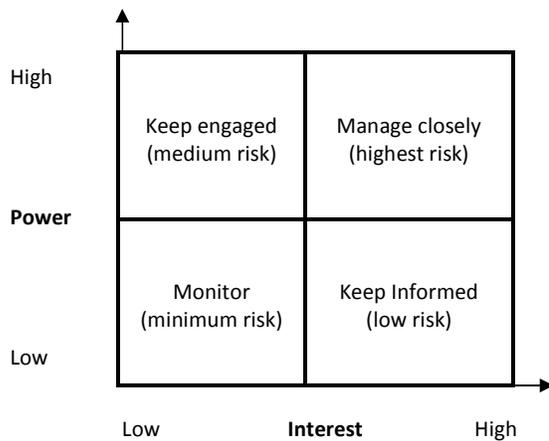 High
Keep engaged
(medium risk)
Manage closely
(highest risk)
Power
Monitor
(minimum risk)
Keep Informed
(low risk)
Low
Low
Interest
High